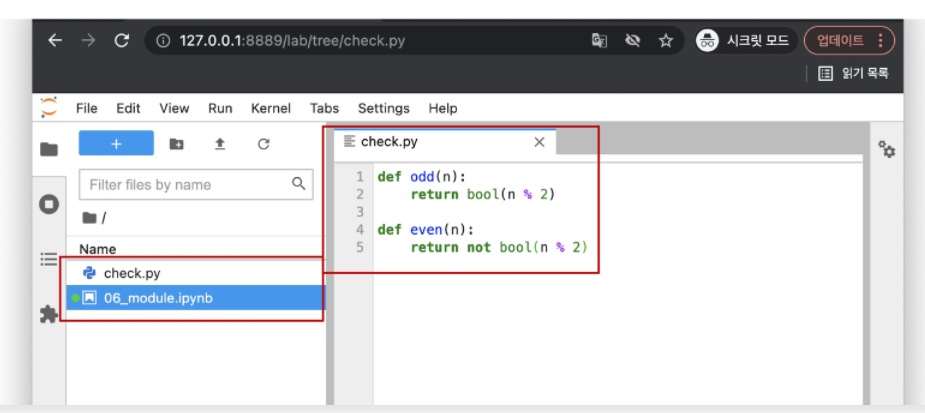 127.0.0.1:8889/lab/tree/check.py
시크릿 모드
업데이트
읽기 목록
File Edit View Run Kernel Tabs Settings Help
+
check.py
Filter files by name
/
Name
check.py
06_module.ipynb
1 def odd(n):
2     return bool(n % 2)
3
4 def even(n):
5     return not bool(n % 2)